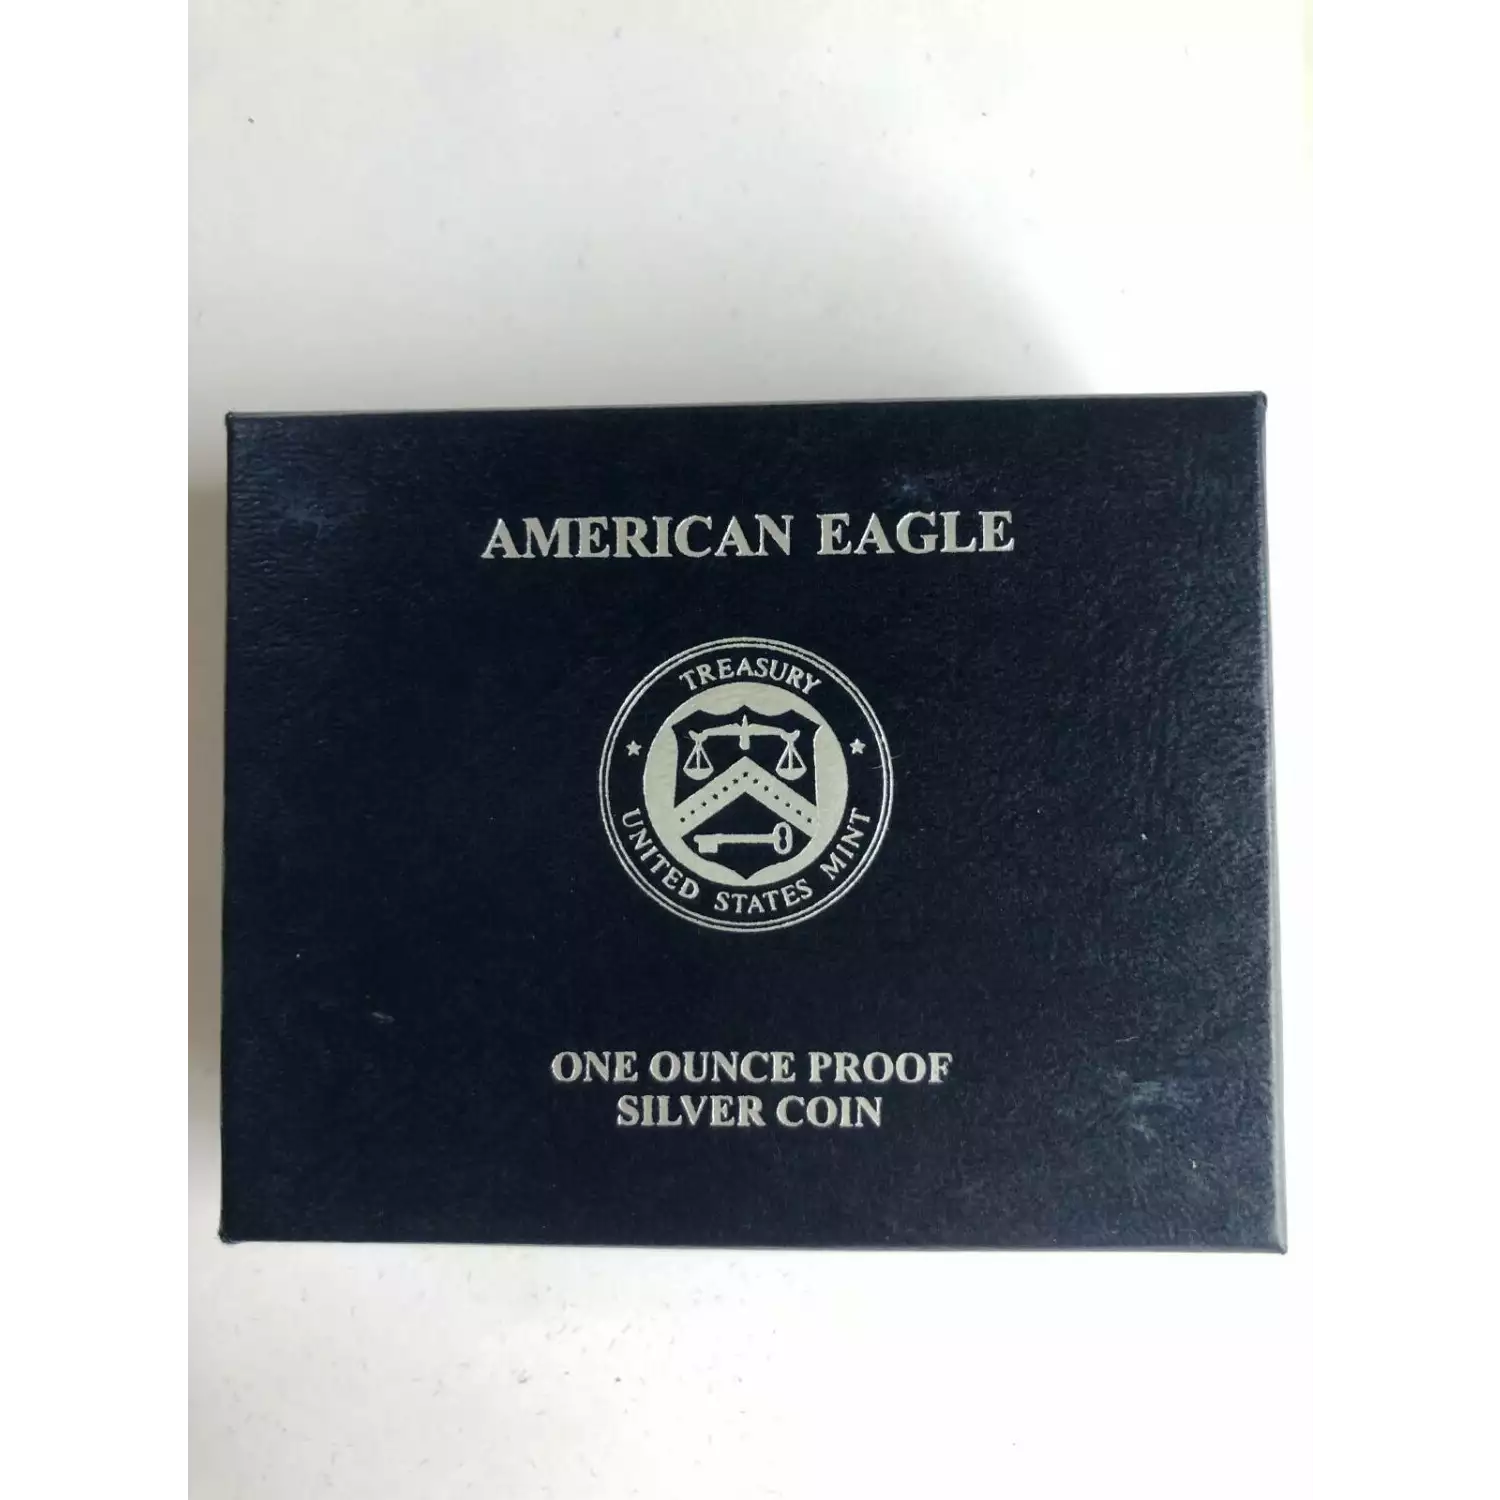 AMERICAN EAGLE
TREASURY
UNITED STATES MINT
ONE OUNCE PROOF
SILVER COIN